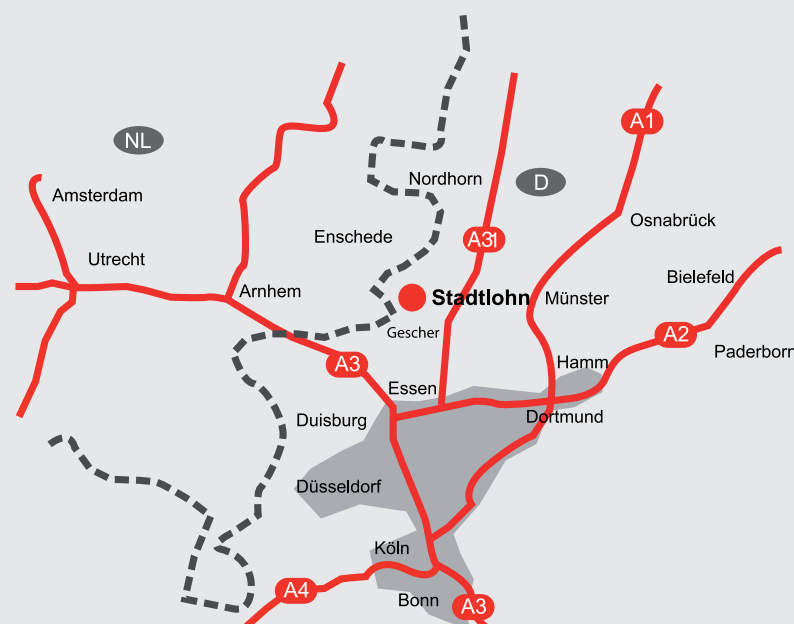 A1
NL
Nordhorn
D
Amsterdam
Osnabrück
Enschede
A31
Utrecht
Bielefeld
Arnhem
Stadtlohn
Münster
Gescher
A2
Paderborn
A3
Hamm
Essen
Duisburg
Dortmund
Düsseldorf
Köln
A4
Bonn
A3